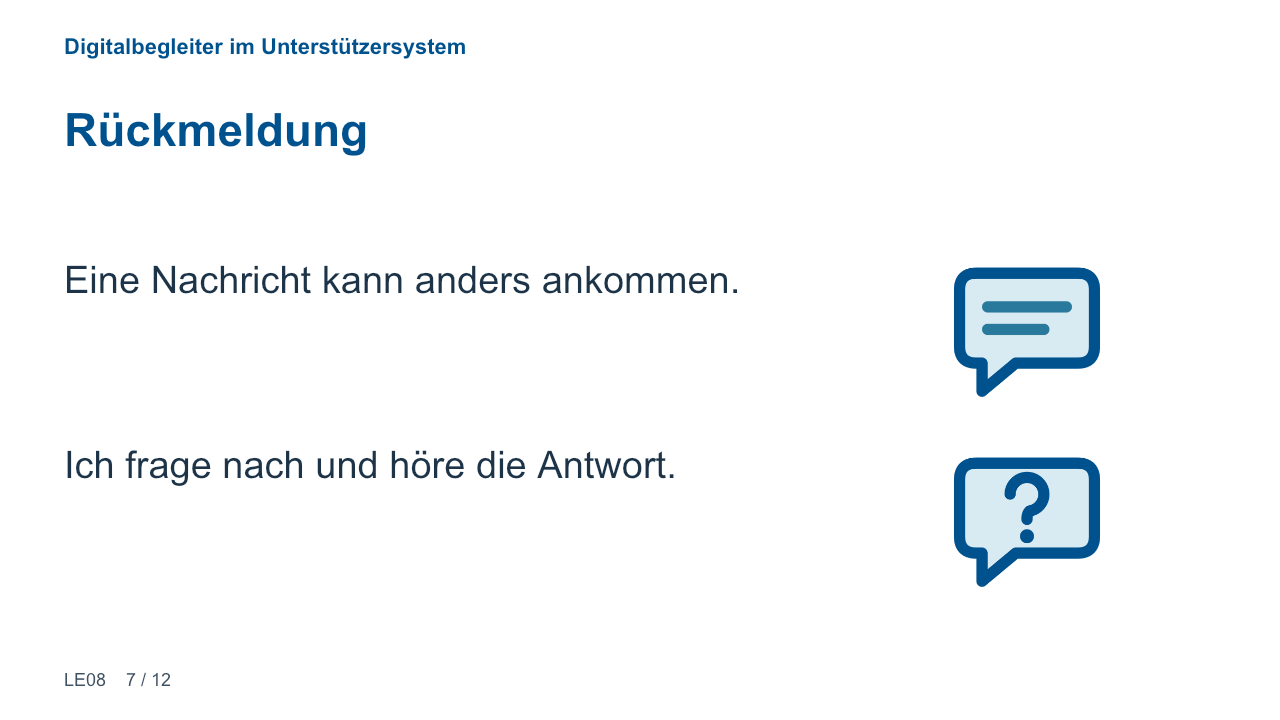 Digitalbegleiter im Unterstützersystem
Rückmeldung
Eine Nachricht kann anders ankommen.
Ich frage nach und höre die Antwort.
?
LE08 7 / 12